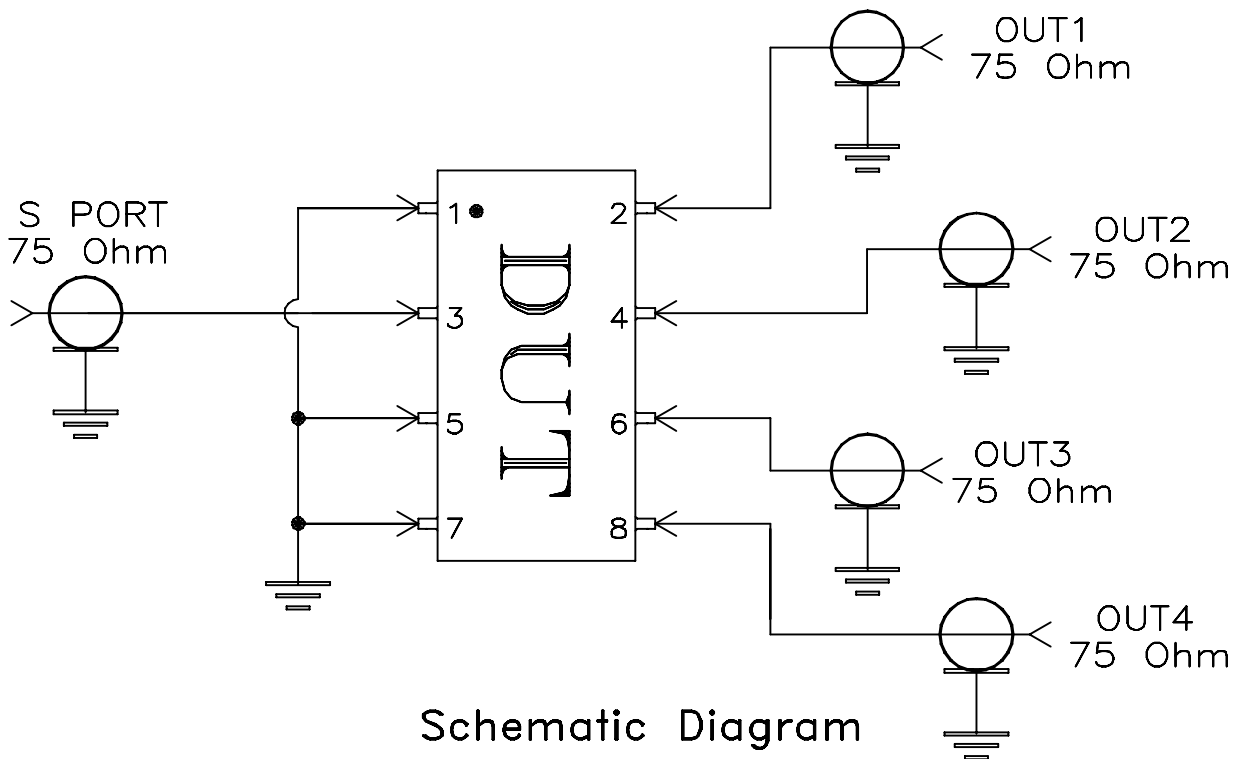 OUT1
75 Ohm
S PORT
75 Ohm
1
2
OUT2
75 Ohm
3
4
DUT
5
6
OUT3
75 Ohm
7
8
OUT4
75 Ohm
Schematic Diagram